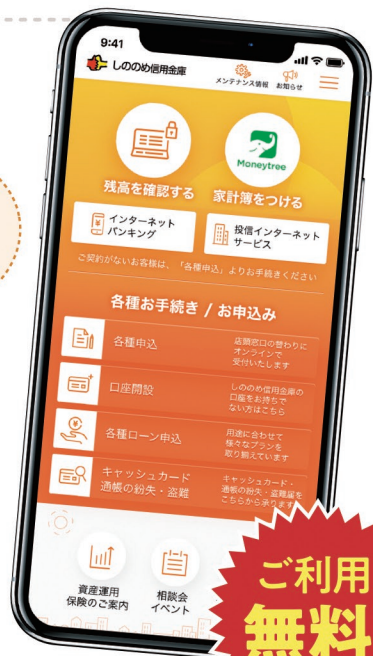 9:41
しののめ信用金庫
メンテナンス情報
お知らせ
Moneytree
残高を確認する
家計簿をつける
インターネット
バンキング
投信インターネット
サービス
ご契約がないお客様は、「各種申込」よりお手続きください
各種お手続き / お申込み
各種申込
店頭窓口の替わりに
オンラインで
受付いたします
口座開設
しののめ信用金庫の
口座をお持ちで
ない方はこちら
各種ローン申込
用途に合わせて
様々なプランを
取り揃えています
キャッシュカード
通帳の紛失・盗難
キャッシュカード・
通帳の紛失・盗難届を
こちらから承ります
資産運用
保険のご案内
相談会
イベント
ご利用
無料